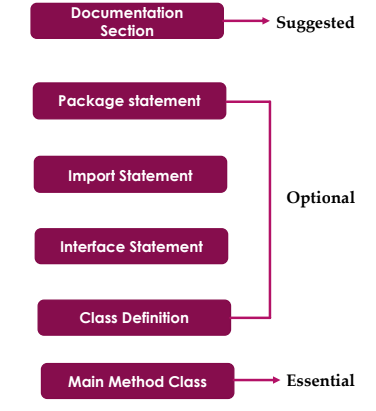 Documentation
Section
Suggested
Package statement
Import Statement
Optional
Interface Statement
Class Definition
Main Method Class
Essential